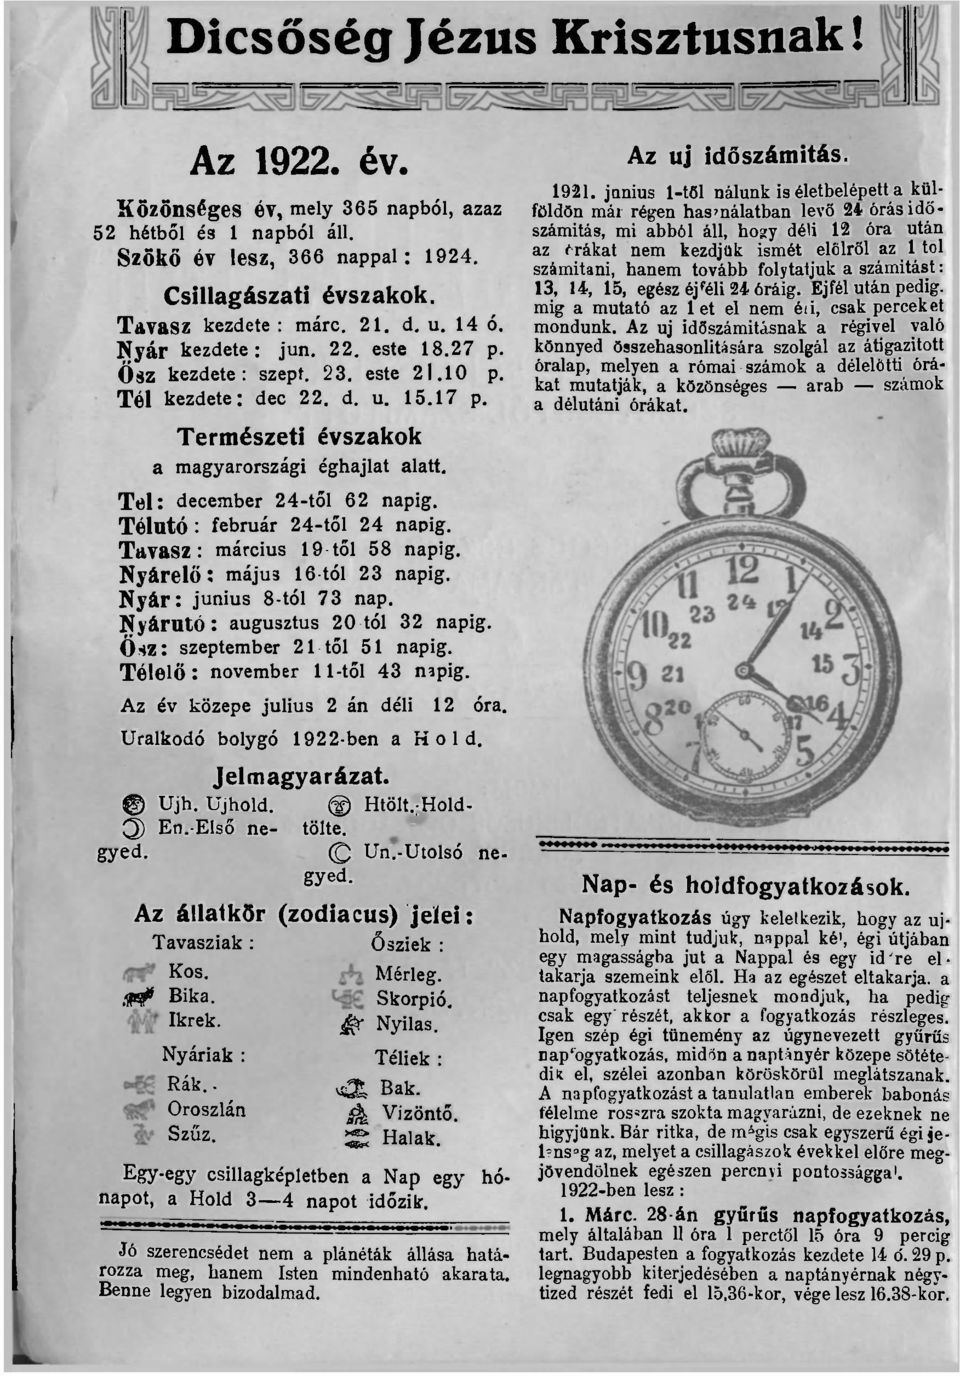 Dicsőség Jézus Krisztusnak!
Az 1922. év.
Közönséges év, mely 365 napból, azaz
52 hétből és 1 napból áll.
Szökő év lesz, 366 nappal: 1924.
Csillagászati évszakok.
Tavasz kezdete: márc. 21. d. u. 14 ó.
Nyár kezdete: jun. 22. este 18.27 p.
Ősz kezdete: szept. 23. este 21.10 p.
Tél kezdete: dec 22. d. u. 15.17 p.
Természeti évszakok
a magyarországi éghajlat alatt.
Tél: december 24-től 62 napig.
Télutó: február 24-től 24 napig.
Tavasz: március 19-től 58 napig.
Nyárelő: május 16-tól 23 napig.
Nyár: junius 8-tól 73 nap.
Nyárutó: augusztus 20 tól 32 napig.
Ősz: szeptember 21 től 51 napig.
Télelő: november 11-től 43 napig.
Az év közepe julius 2 án déli 12 óra.
Uralkodó bolygó 1922-ben a Hold.
Jelmagyarázat.
Ujh. Ujhold.
En.-Első ne-
gyed.
Htölt.-Hold-
tölte.
Un.-Utolsó ne-
gyed.
Az állatkör (zodiacus) jelei:
Tavasziak:
Kos.
Bika.
Ikrek.
Nyáriak:
Rák.
Oroszlán
Szűz.
Ősziek:
Mérleg.
Skorpió.
Nyilas.
Téliek:
Bak.
Vizöntő.
Halak.
Egy-egy csillagképletben a Nap egy hó-
napot, a Hold 3—4 napot időzik.
Jó szerencsédet nem a plánéták állása hatá-
rozza meg, hanem Isten mindenható akarata.
Benne legyen bizodalmad.
Az uj időszámitás.
1921. junius 1-től nálunk is életbelépett a kül-
földön már régen használatban levő 24 órás idő-
számitás, mi abból áll, hogy déli 12 óra után
az órákat nem kezdjük ismét elölről az 1 tol
számitani, hanem tovább folytatjuk a számitást:
13, 14, 15, egész éjféli 24 óráig. Ejfél után pedig,
mig a mutató az 1 et el nem éri, csak perceket
mondunk. Az uj időszámitásnak a régivel való
könnyed összehasonlitására szolgál az átigazitott
óralap, melyen a római számok a délelőtti órá-
kat mutatják, a közönséges — arab — számok
a délutáni órákat.
11 12 1 2 3 4 5 8 9 10
13 14 15 16 17 20 21 22 23 24
Nap- és holdfogyatkozások.
Napfogyatkozás úgy keletkezik, hogy az uj-
hold, mely mint tudjuk, nappal kél, égi útjában
egy magasságba jut a Nappal és egy időre el-
takarja szemeink elől. Ha az egészet eltakarja. a
napfogyatkozást teljesnek mondjuk, ha pedig
csak egy részét, akkor a fogyatkozás részleges.
Igen szép égi tünemény az úgynevezett gyűrűs
napfogyatkozás, midőn a naptányér közepe sötéte-
dik el, szélei azonban köröskörül meglátszanak.
A napfogyatkozást a tanulatlan emberek babonás
félelme rosszra szokta magyarázni, de ezeknek ne
higyjünk. Bár ritka, de mégis csak egyszerű égi je-
lenség az, melyet a csillagászok évekkel előre meg-
jövendölnek egészen percnyi pontossággal.
1922-ben lesz:
1. Márc. 28-án gyűrűs napfogyatkozás,
mely általában 11 óra 1 perctől 15 óra 9 percig
tart. Budapesten a fogyatkozás kezdete 14 ó. 29 p.
legnagyobb kiterjedésében a naptányérnak négy-
tized részét fedi el 15.36-kor, vége lesz 16.38-kor.